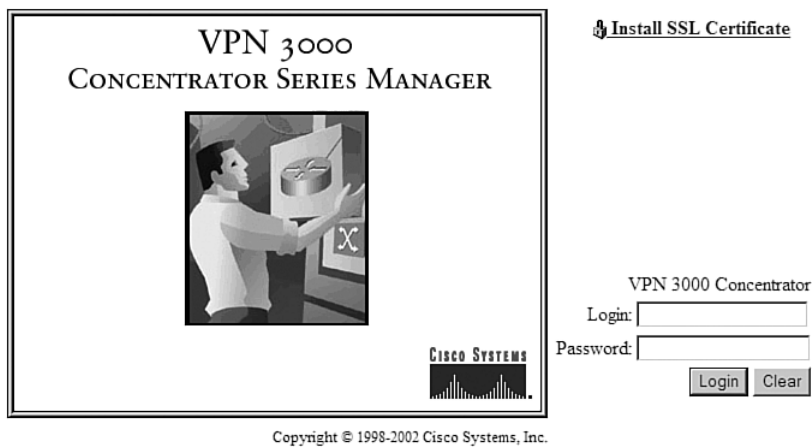 VPN 3000
CONCENTRATOR SERIES MANAGER
CISCO SYSTEMS
Install SSL Certificate
VPN 3000 Concentrator
Login:
Password:
Login Clear
Copyright © 1998-2002 Cisco Systems, Inc.